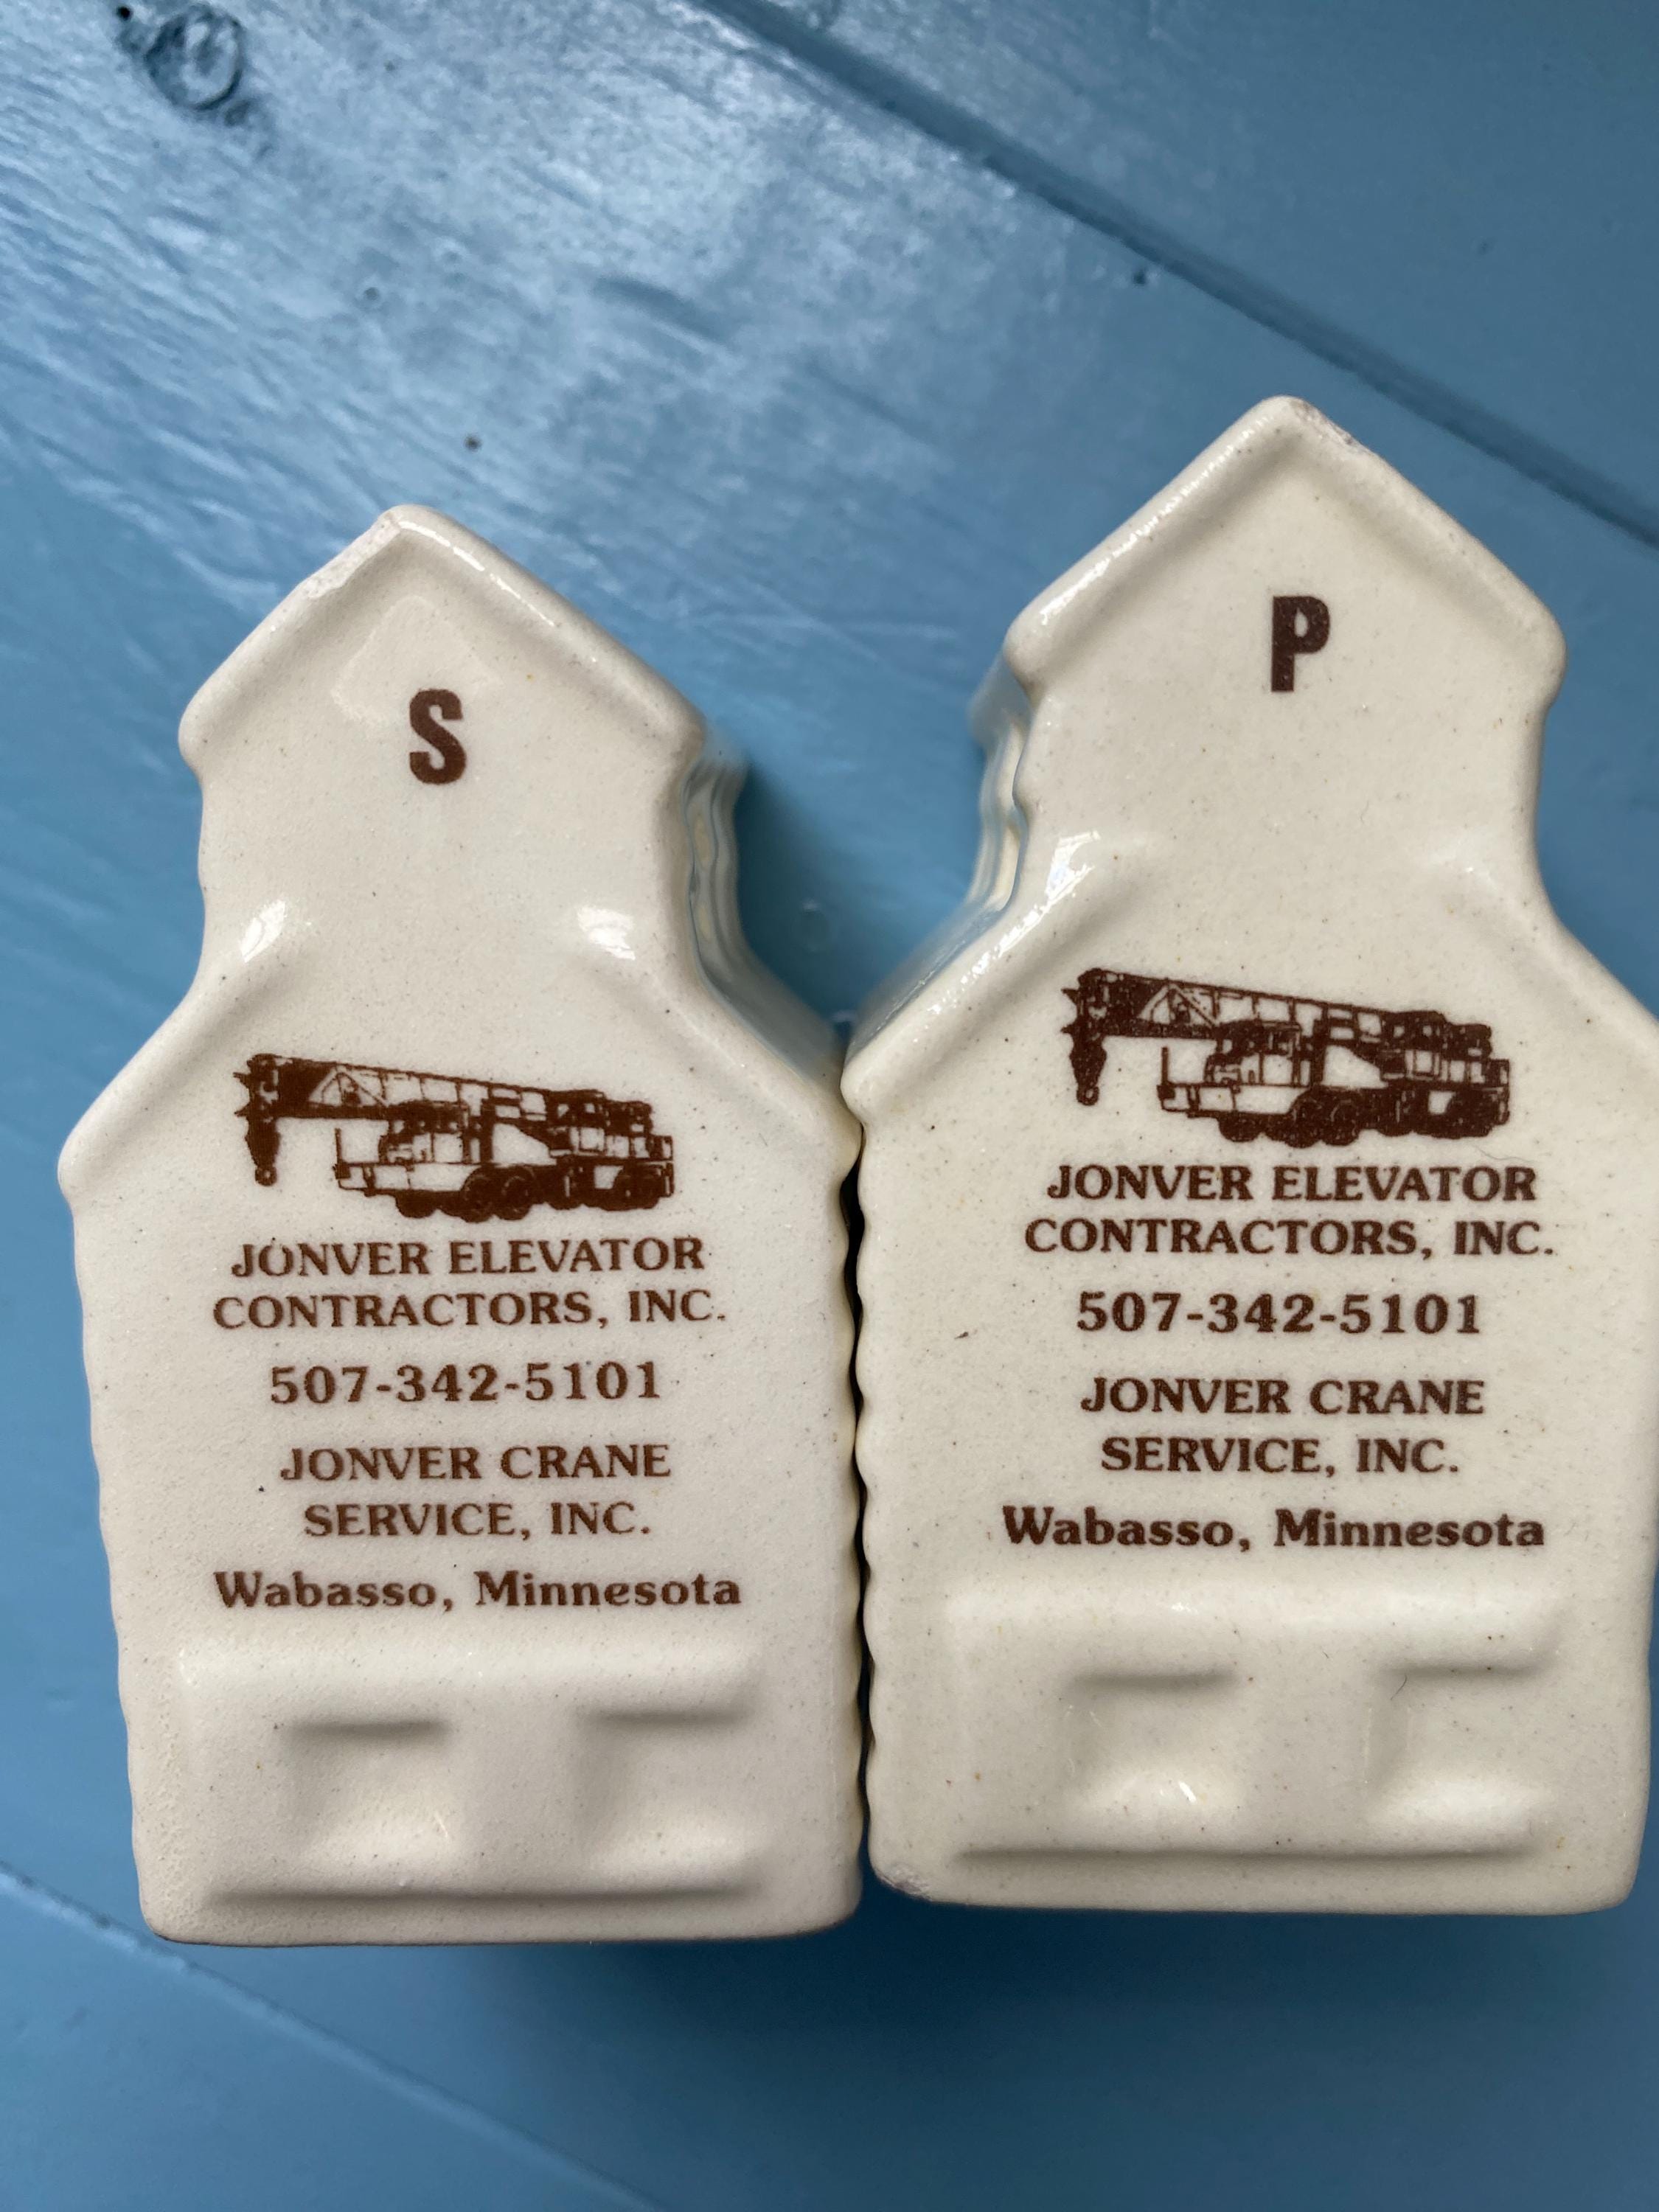 S
JONVER ELEVATOR
CONTRACTORS, INC.
507-342-5101
JONVER CRANE
SERVICE, INC.
Wabasso, Minnesota
P
JONVER ELEVATOR
CONTRACTORS, INC.
507-342-5101
JONVER CRANE
SERVICE, INC.
Wabasso, Minnesota